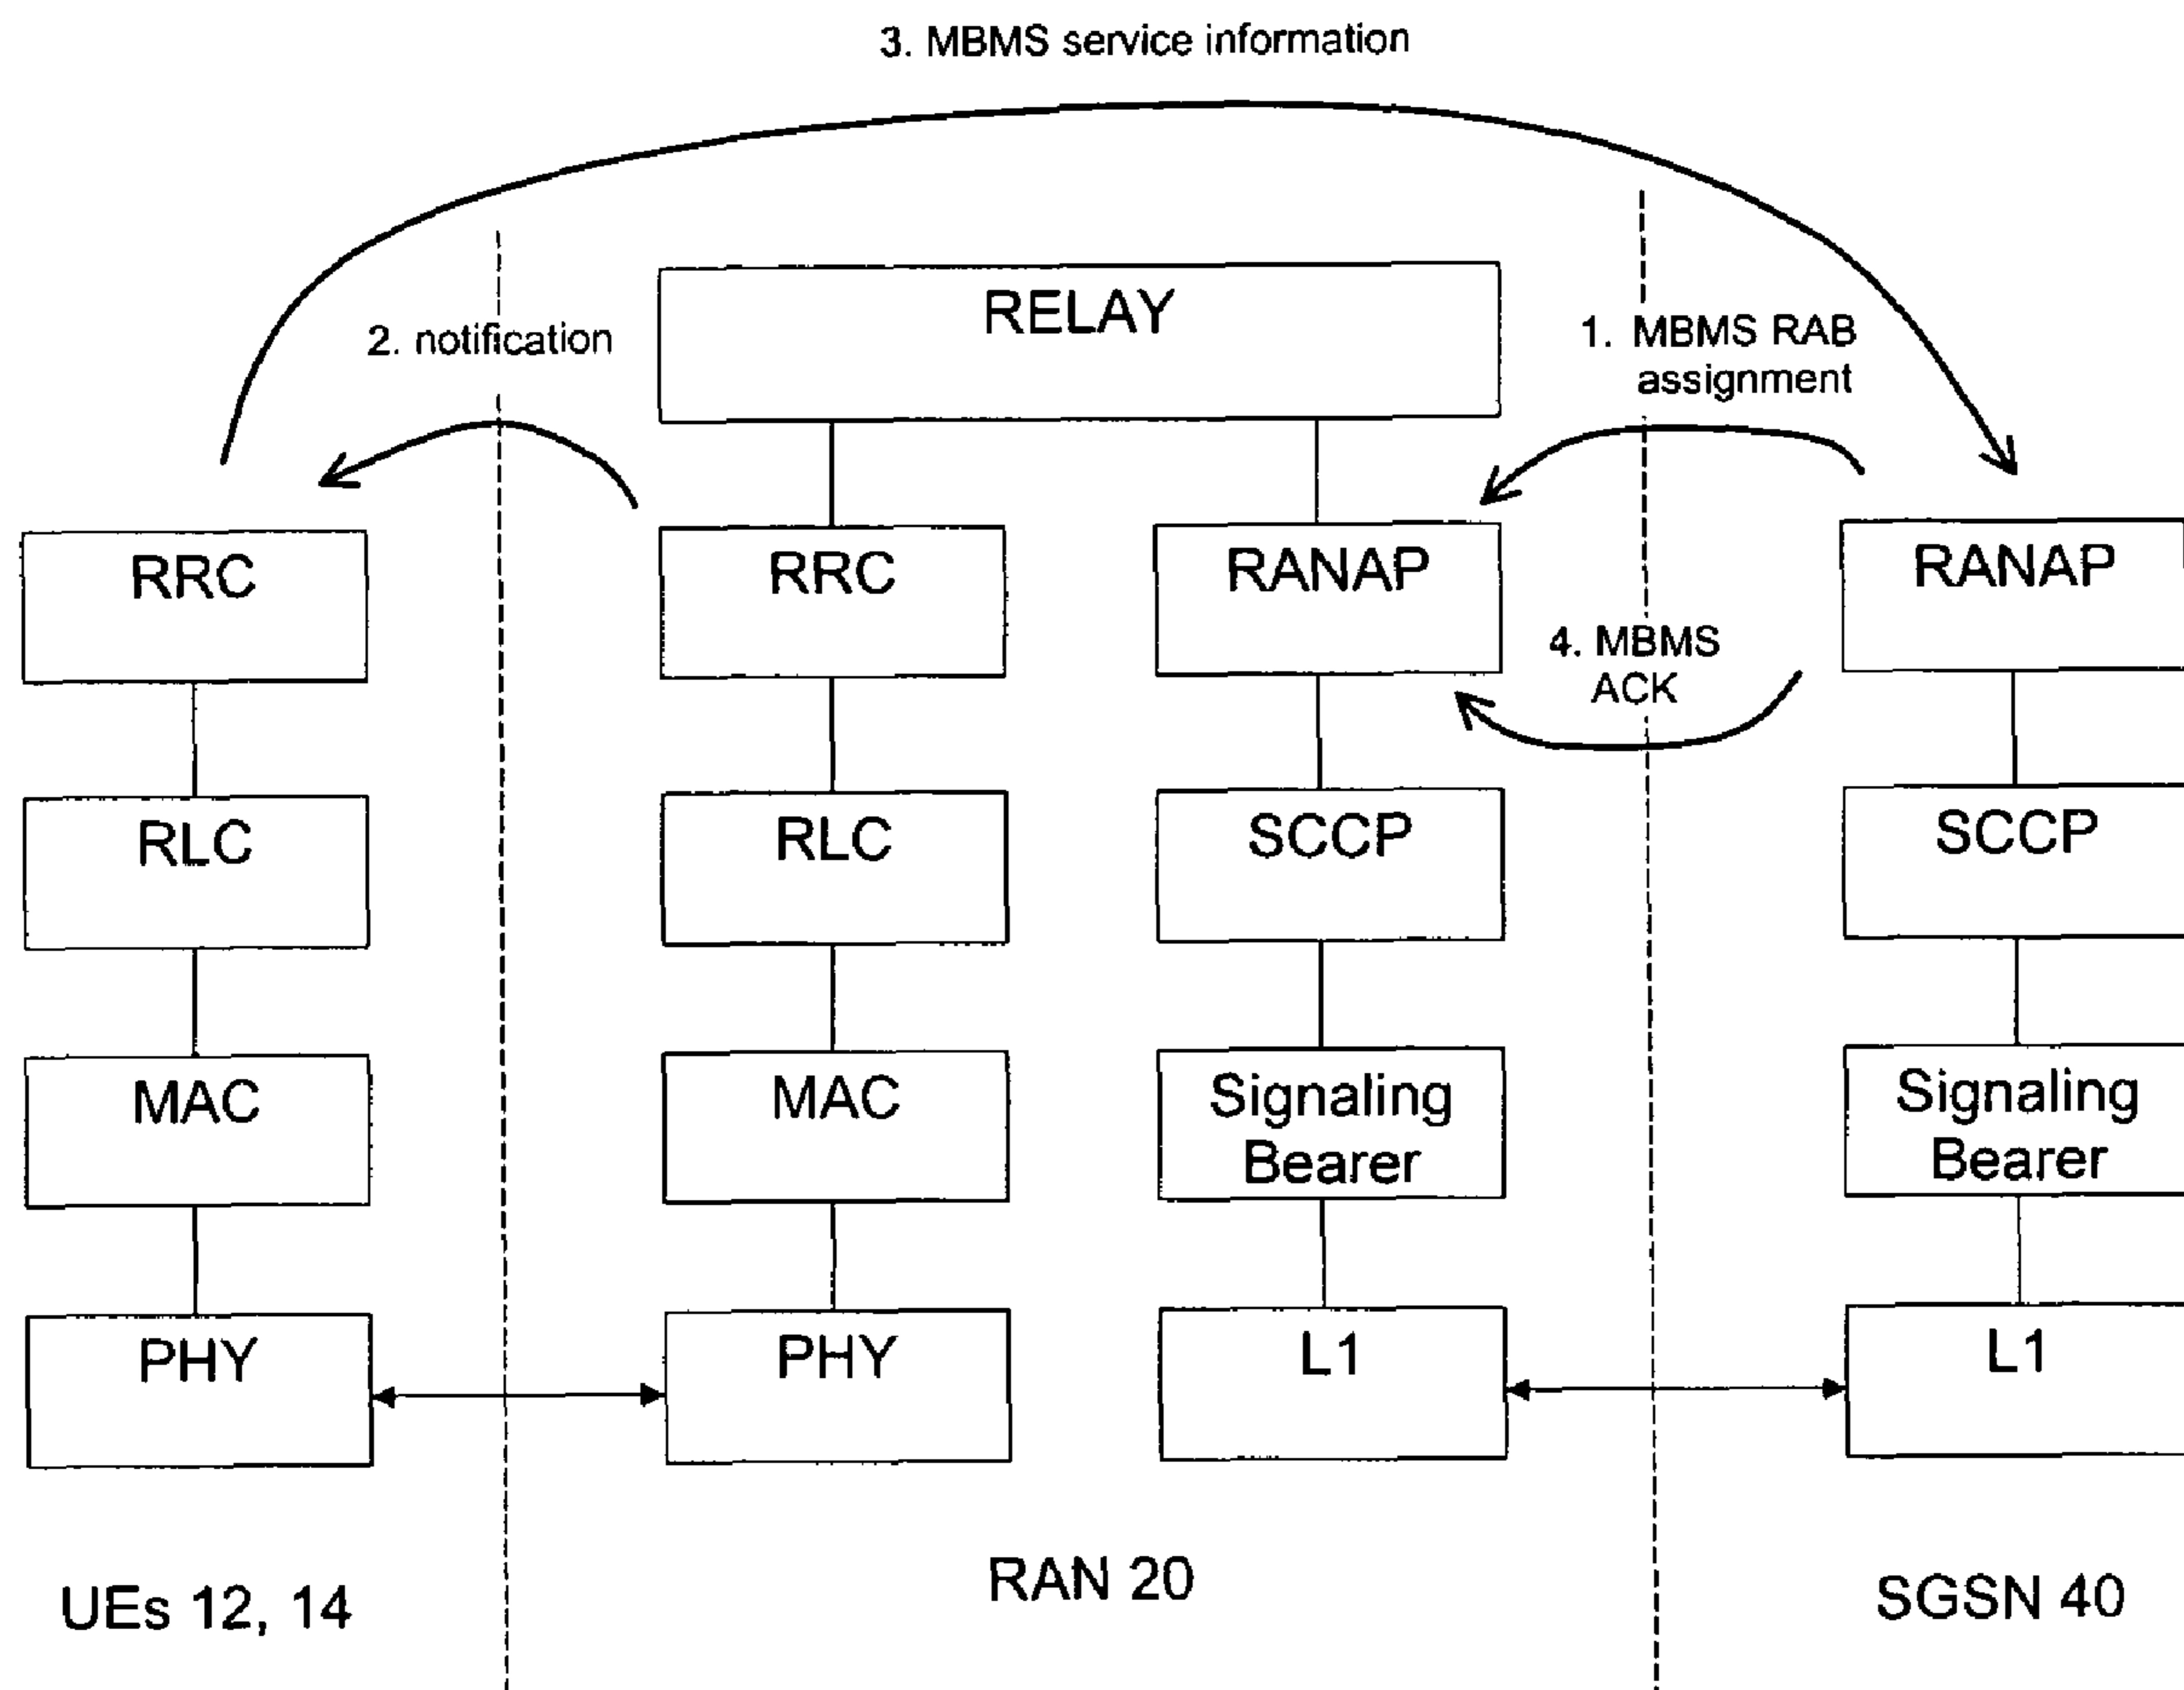 3. MBMS service information
RELAY
2. notification
1. MBMS RAB
assignment
RRC
RRC
RANAP
RANAP
4. MBMS
ACK
RLC
RLC
SCCP
SCCP
MAC
MAC
Signaling
Bearer
Signaling
Bearer
PHY
PHY
L1
L1
UEs 12, 14
RAN 20
SGSN 40